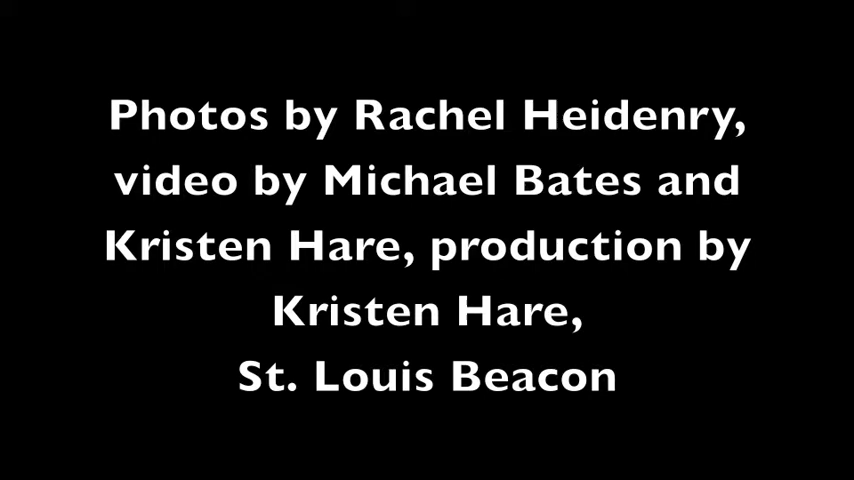 Photos by Rachel Heidenry,
video by Michael Bates and
Kristen Hare, production by
Kristen Hare,
St. Louis Beacon